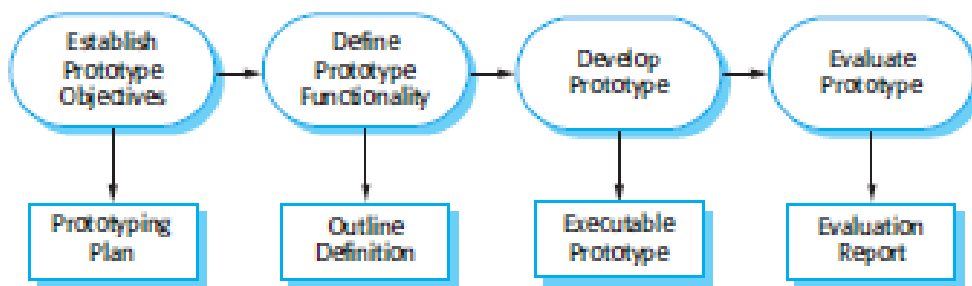 Establish
Prototype
Objectives
Define
Prototype
Functionality
Develop
Prototype
Evaluate
Prototype
Prototyping
Plan
Outline
Definition
Executable
Prototype
Evaluation
Report